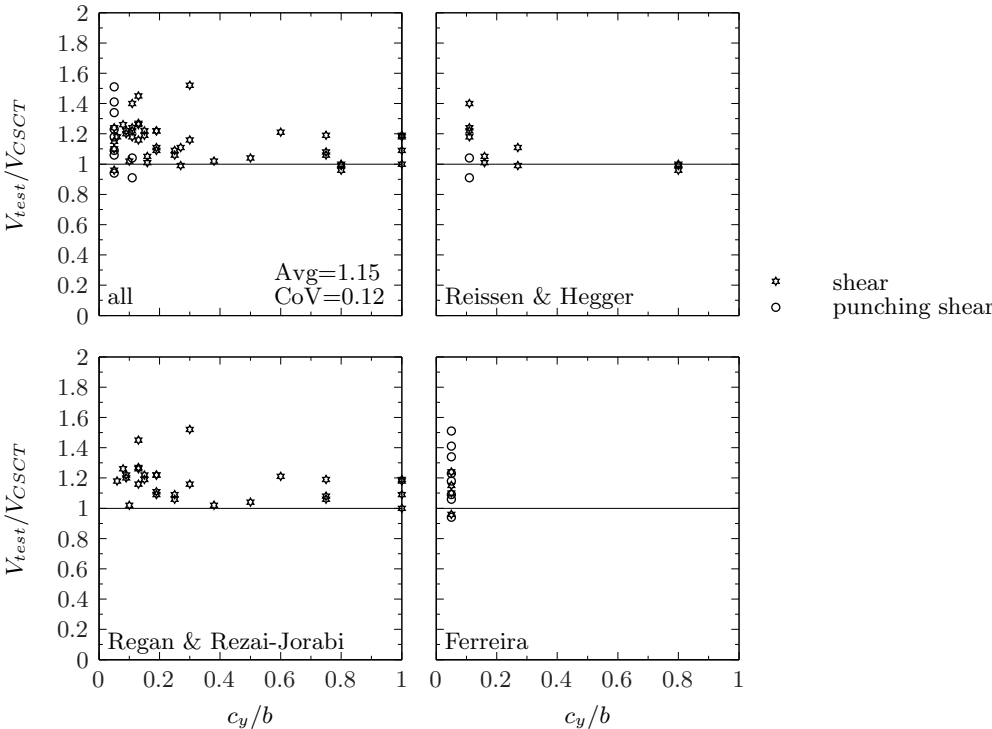 2
1.8
1.6
1.4
1.2
1
0.8
0.6
0.4
0.2
0
V_test/V_CSCT
Avg=1.15
CoV=0.12
all
Reissen & Hegger
shear
punching shear
2
1.8
1.6
1.4
1.2
1
0.8
0.6
0.4
0.2
0
V_test/V_CSCT
Regan & Rezai-Jorabi
Ferreira
0 0.2 0.4 0.6 0.8 1
0 0.2 0.4 0.6 0.8 1
c_y/b
c_y/b